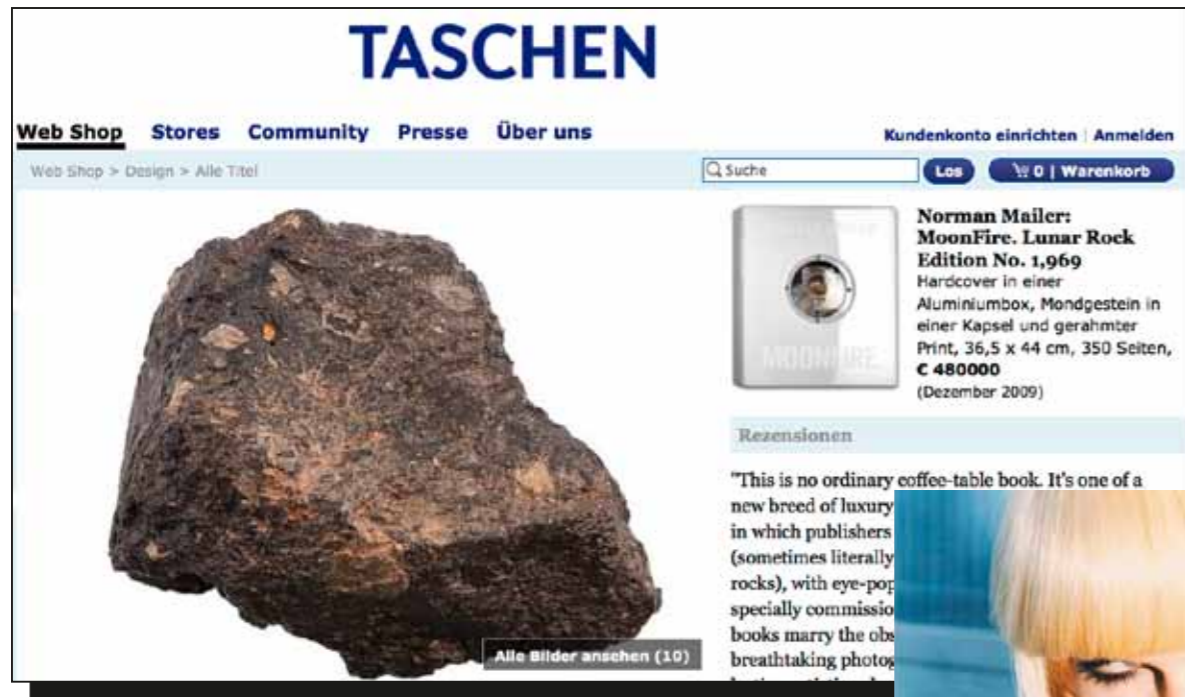 TASCHEN
Web Shop Stores Community Presse Über uns
Kundenkonto einrichten | Anmelden
Web Shop > Design > Alle Titel
Suche
Los
0 | Warenkorb
Norman Mailer:
MoonFire. Lunar Rock
Edition No. 1,969
Hardcover in einer
Aluminiumbox, Mondgestein in
einer Kapsel und gerahmter
Print, 36,5 x 44 cm, 350 Seiten,
€ 480000
(Dezember 2009)
MOONFIRE
Rezensionen
"This is no ordinary coffee-table book. It's one of a
new breed of luxury
in which publishers
(sometimes literally
rocks), with eye-pop
specially commissio
books marry the obs
breathtaking photog
Alle Bilder ansehen (10)